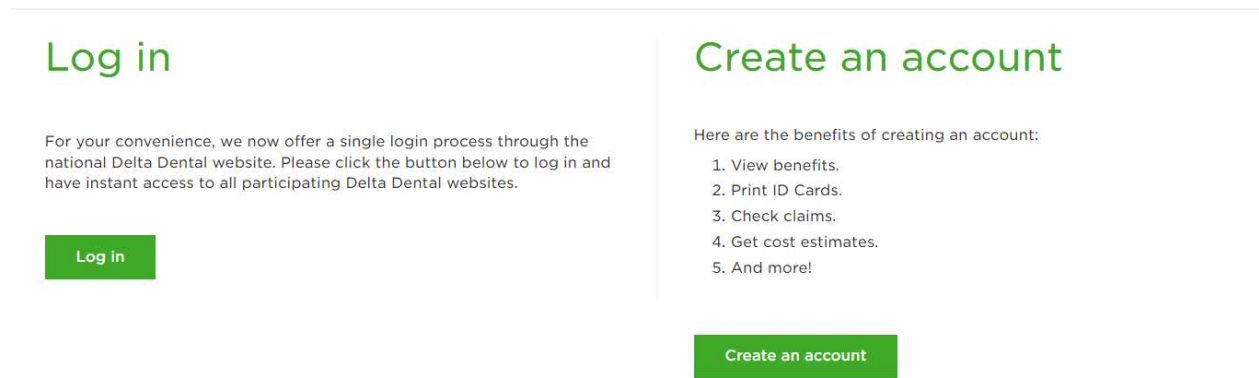 Log in
For your convenience, we now offer a single login process through the
national Delta Dental website. Please click the button below to log in and
have instant access to all participating Delta Dental websites.
Log in
Create an account
Here are the benefits of creating an account:
1. View benefits.
2. Print ID Cards.
3. Check claims.
4. Get cost estimates.
5. And more!
Create an account